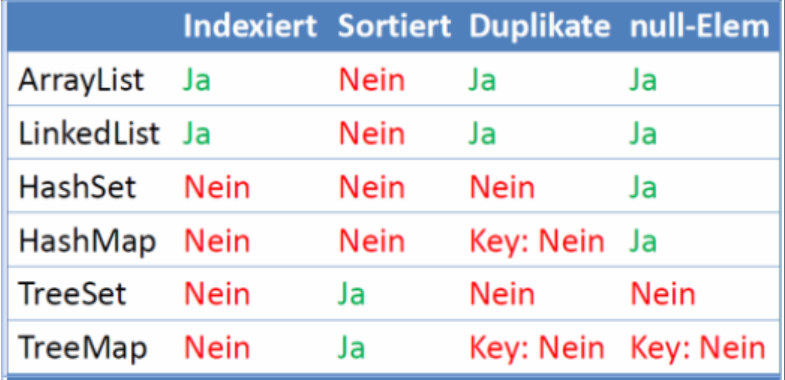 Indexiert Sortiert Duplikate null-Elem
ArrayList Ja Nein Ja Ja
LinkedList Ja Nein Ja Ja
HashSet Nein Nein Nein Ja
HashMap Nein Nein Key: Nein Ja
TreeSet Nein Ja Nein Nein
TreeMap Nein Ja Key: Nein Key: Nein